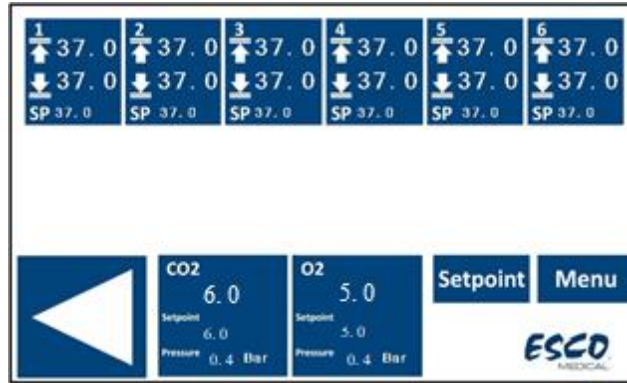 1 2 3 4 5 6
37.0 37.0 37.0 37.0 37.0 37.0
37.0 37.0 37.0 37.0 37.0 37.0
SP 37.0 SP 37.0 SP 37.0 SP 37.0 SP 37.0 SP 37.0
CO2
6.0
Setpoint
6.0
Pressure 0.4 Bar
O2
5.0
Setpoint
5.0
Pressure 0.4 Bar
Setpoint
Menu
ESCO
MEDICAL